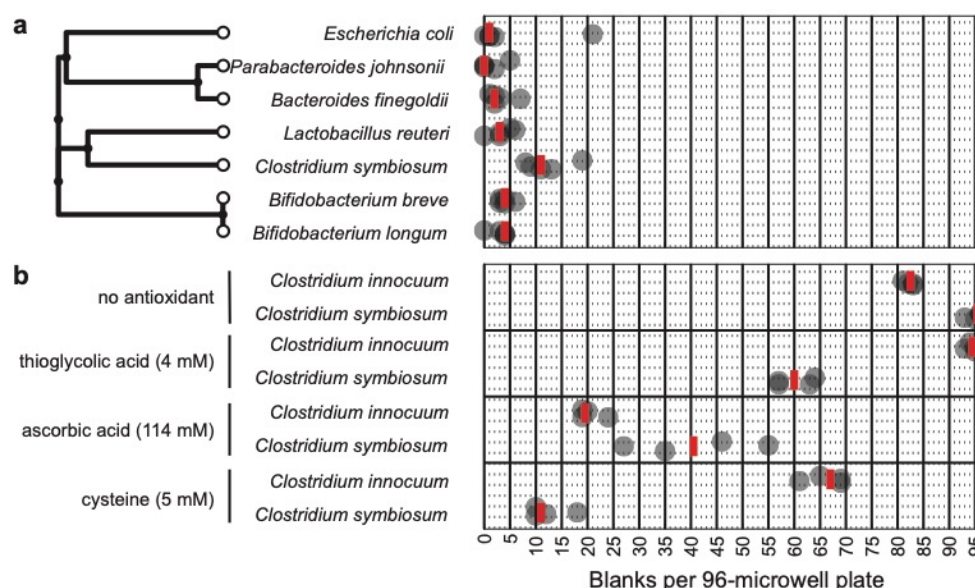 a
Escherichia coli
Parabacteroides johnsonii
Bacteroides finegoldii
Lactobacillus reuteri
Clostridium symbiosum
Bifidobacterium breve
Bifidobacterium longum
b
no antioxidant
Clostridium innocuum
Clostridium symbiosum
thioglycolic acid (4 mM)
Clostridium innocuum
Clostridium symbiosum
ascorbic acid (114 mM)
Clostridium innocuum
Clostridium symbiosum
cysteine (5 mM)
Clostridium innocuum
Clostridium symbiosum
0 5 10 15 20 25 30 35 40 45 50 55 60 65 70 75 80 85 90 95
Blanks per 96-microwell plate